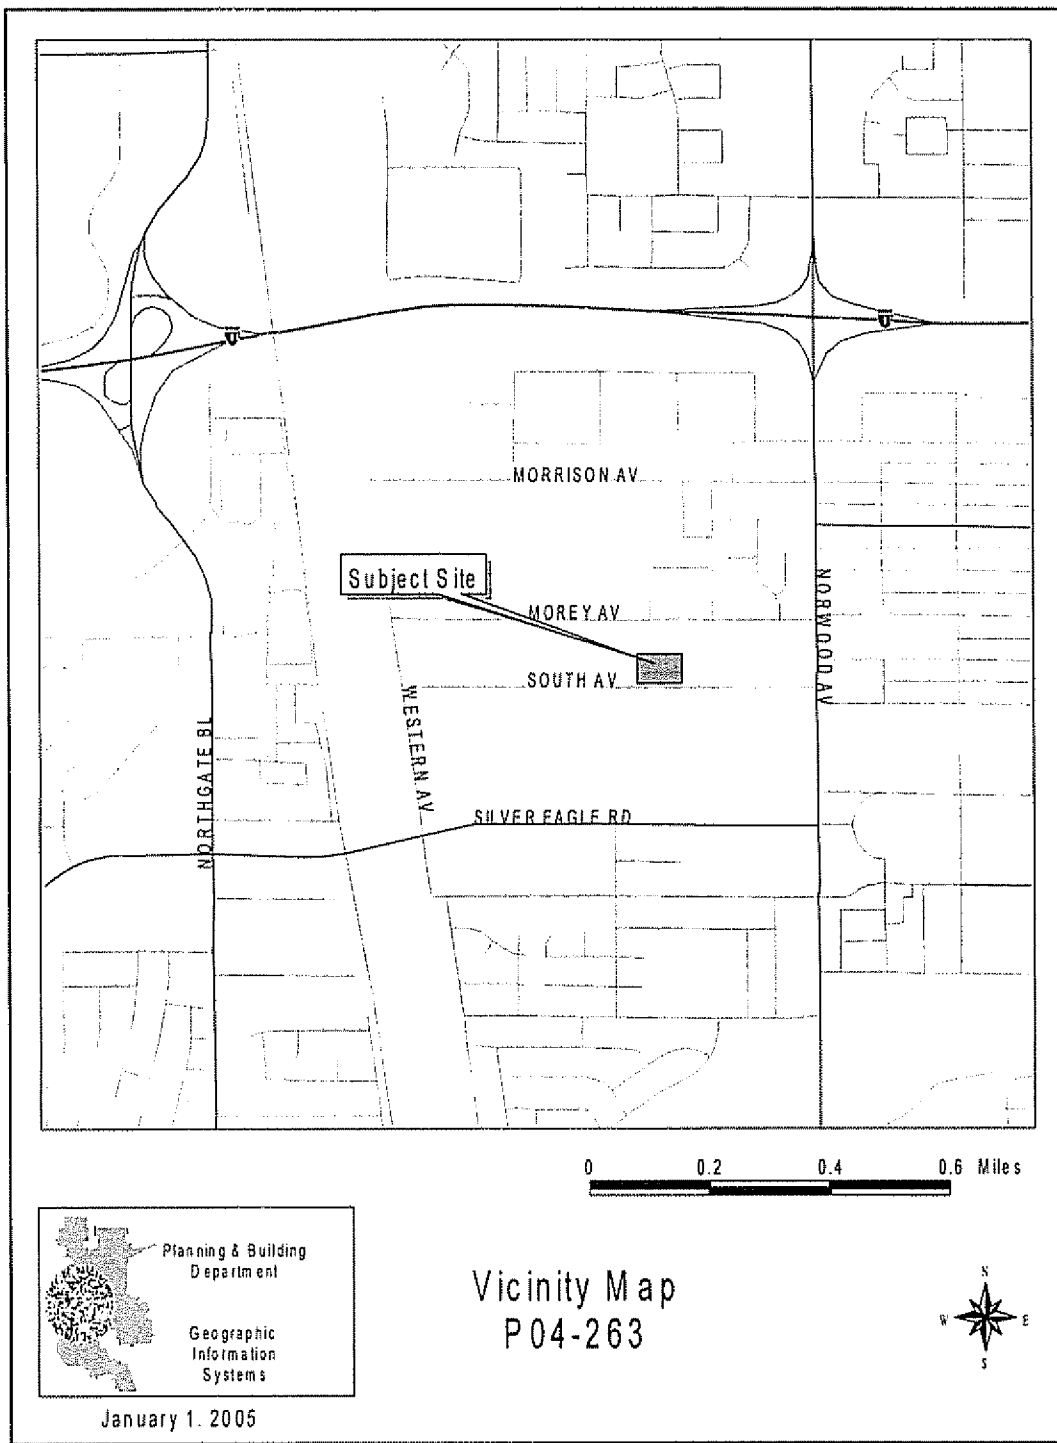 MORRISON AV
Subject Site
MOREY AV
NORWOOD AV
SOUTH AV
WESTERN AV
NORTHGATE BL
SILVER EAGLE RD
0 0.2 0.4 0.6 Miles
Planning & Building
Department
Geographic
Information
Systems
Vicinity Map
P04-263
W E
S
January 1. 2005